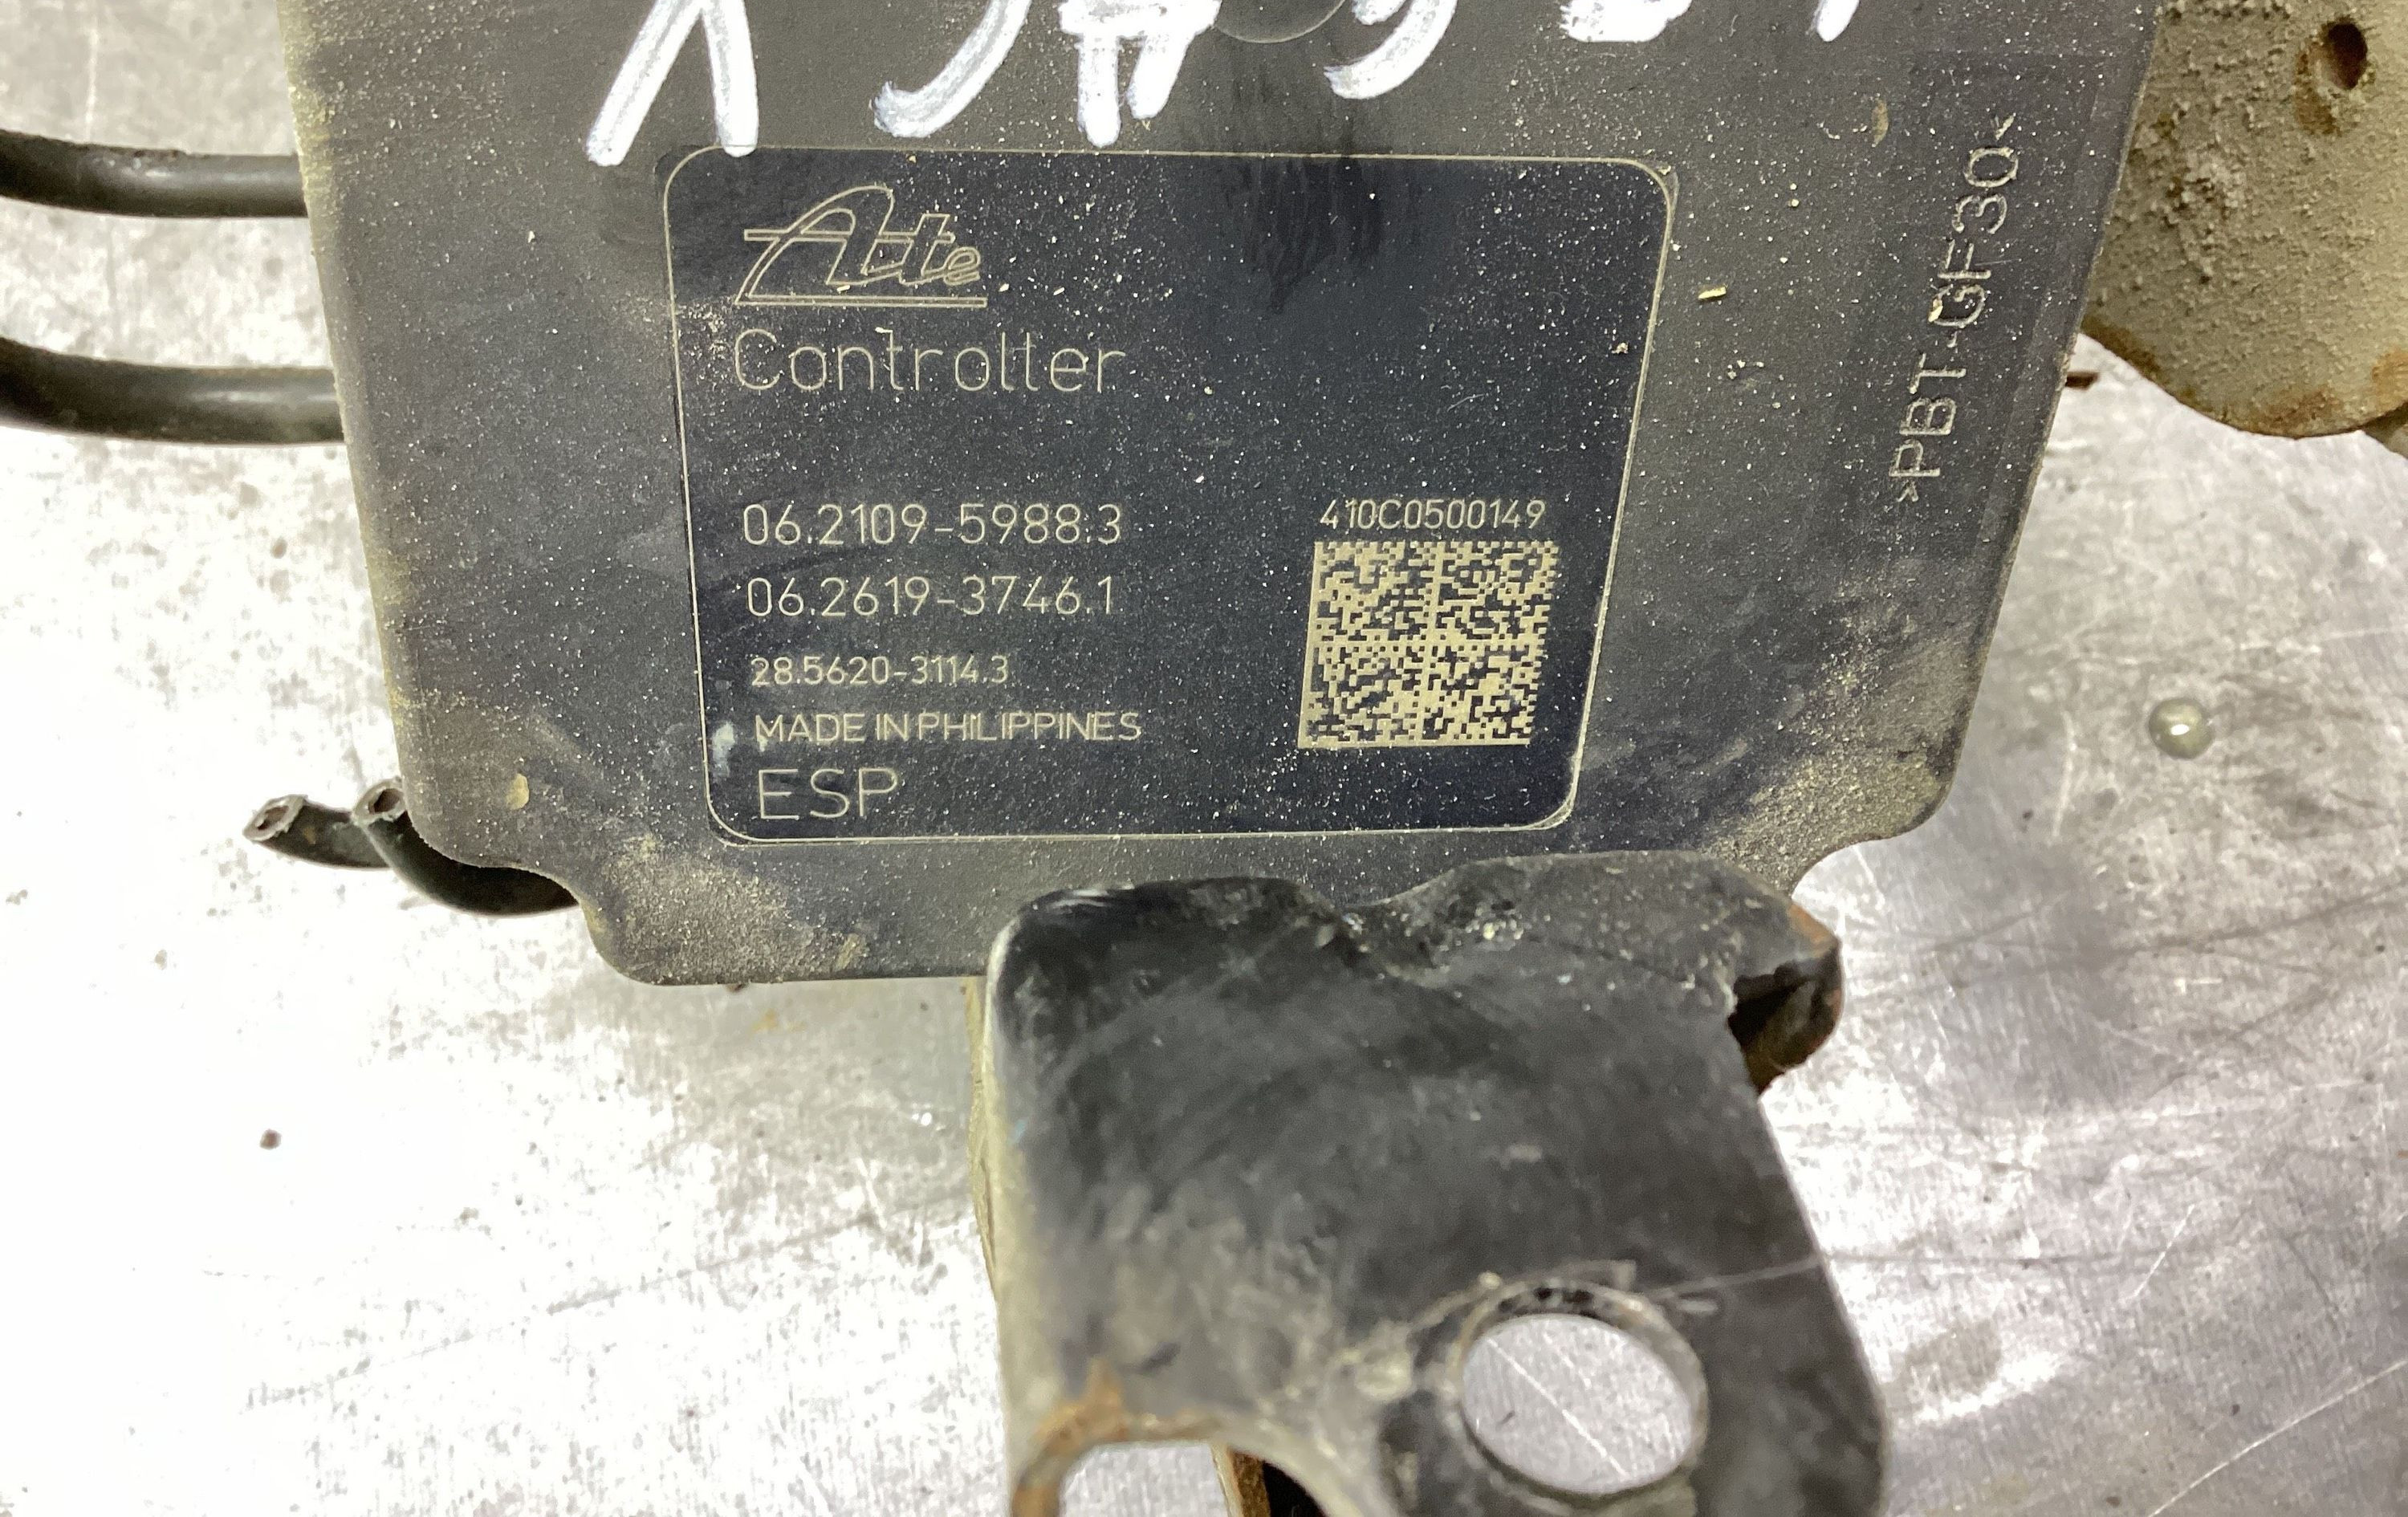 Ate
Controller
06.2109-5988.3
06.2619-3746.1
28.5620-3114.3
MADE IN PHILIPPINES
ESP
410C0500149
>PBT-GF30<